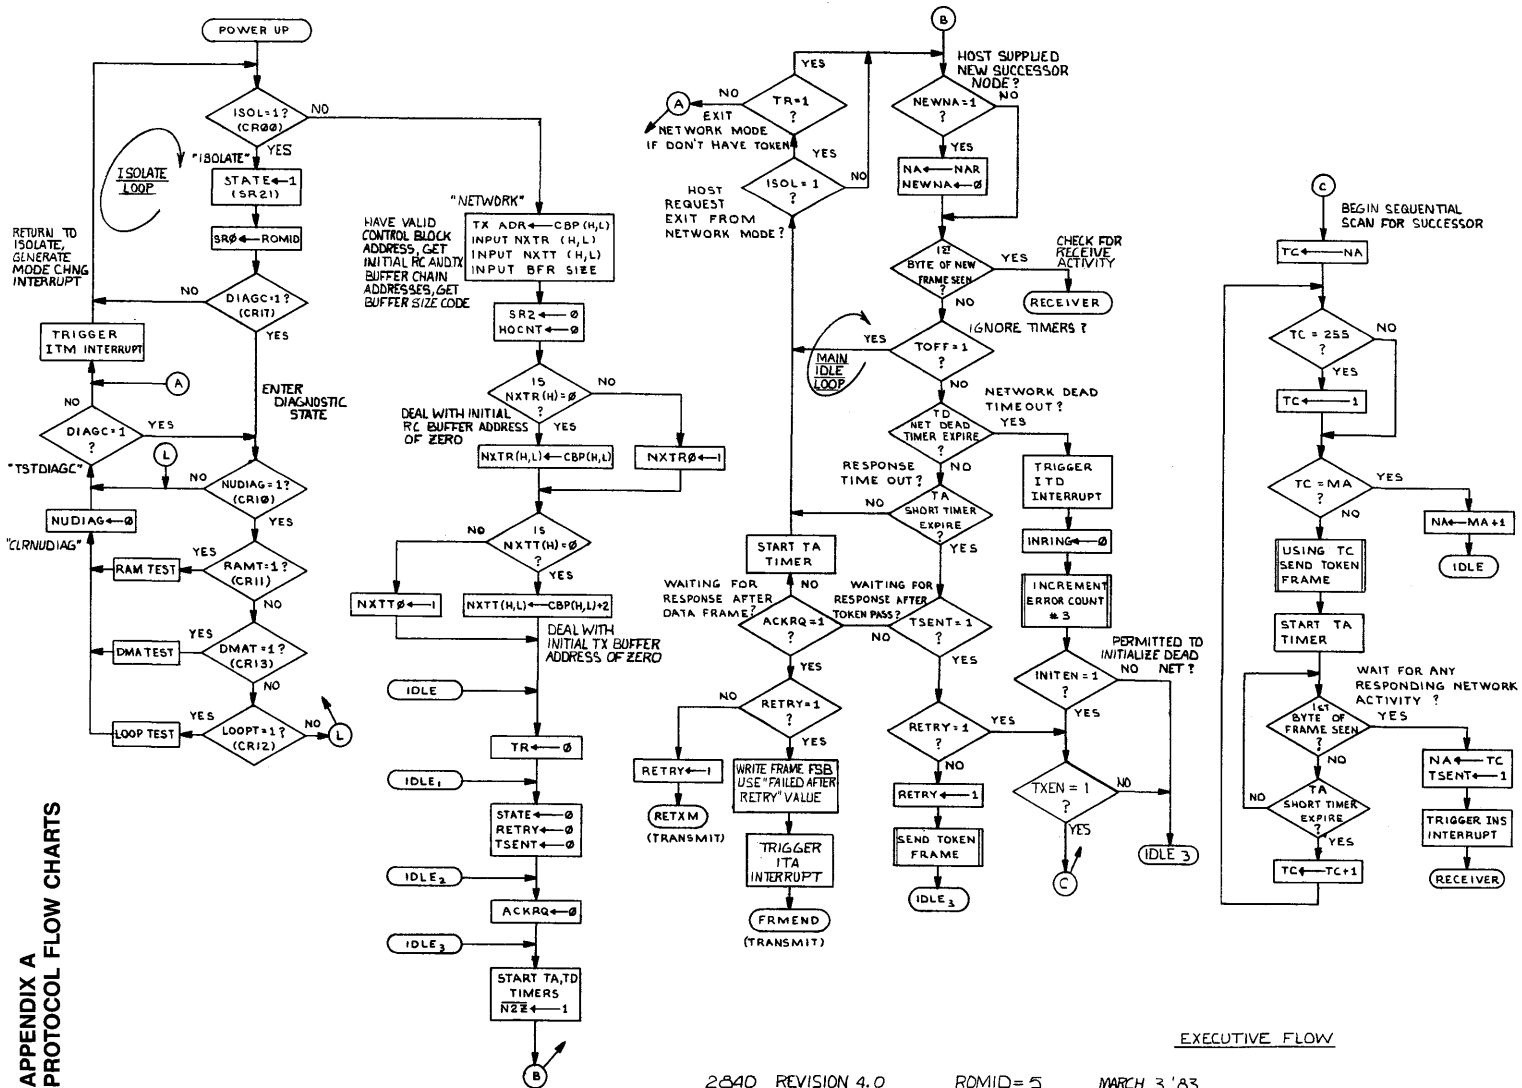 POWER UP
ISOL=1?
(CR00)
NO
YES
"ISOLATE"
ISOLATE
LOOP
STATE←1
(SR21)
SR0←ROMID
RETURN TO
ISOLATE,
GENERATE
MODE CHNG
INTERRUPT
NO
DIAGC=1?
(CR17)
YES
TRIGGER
ITM INTERRUPT
A
NO
ENTER
DIAGNOSTIC
STATE
DIAGC=1
?
YES
"TSTDIAGC"
L
NO
NUDIAG=1?
(CR10)
YES
NUDIAG←Ø
"CLRNUDIAG"
RAM TEST
YES
RAMT=1?
(CR11)
NO
DMA TEST
YES
DMAT=1?
(CR13)
NO
LOOP TEST
YES
LOOPT=1?
(CR12)
NO
L
"NETWORK"
HAVE VALID
CONTROL BLOCK
ADDRESS, GET
INITIAL RC AND TX
BUFFER CHAIN
ADDRESSES, GET
BUFFER SIZE CODE
TX ADR←CBP(H,L)
INPUT NXTR (H,L)
INPUT NXTT (H,L)
INPUT BFR SIZE
SR2←Ø
HOCNT←Ø
IS
NXTR(H)=Ø
?
NO
YES
DEAL WITH INITIAL
RC BUFFER ADDRESS
OF ZERO
NXTR(H,L)←CBP(H,L)
NXTRØ←1
NO
IS
NXTT(H)=Ø
?
YES
NXTTØ←1
NXTT(H,L)←CBP(H,L)+2
DEAL WITH
INITIAL TX BUFFER
ADDRESS OF ZERO
IDLE
TR←Ø
IDLE₁
STATE←Ø
RETRY←Ø
TSENT←Ø
IDLE₂
ACKRQ←Ø
IDLE₃
START TA,TD
TIMERS
N2Z←1
B
B
YES
HOST SUPPLIED
NEW SUCCESSOR
NODE?
A
NO
TR=1
?
EXIT
NETWORK MODE
IF DON'T HAVE TOKEN
NEWNA=1
?
NO
YES
YES
ISOL=1
?
NO
NA←NAR
NEWNA←Ø
HOST
REQUEST
EXIT FROM
NETWORK MODE?
1ST
BYTE OF NEW
FRAME SEEN
?
YES
CHECK FOR
RECEIVE
ACTIVITY
RECEIVER
NO
IGNORE TIMERS?
MAIN
IDLE
LOOP
YES
TOFF=1
?
NO
NETWORK DEAD
TIMEOUT?
TD
NET DEAD
TIMER EXPIRE
?
YES
NO
TRIGGER
ITD
INTERRUPT
RESPONSE
TIME OUT?
NO
TA
SHORT TIMER
EXPIRE
?
YES
INRING←Ø
START TA
TIMER
NO
INCREMENT
ERROR COUNT
#3
WAITING FOR
RESPONSE AFTER
DATA FRAME?
ACKRQ=1
?
YES
WAITING FOR
RESPONSE AFTER
TOKEN PASS?
NO
TSENT=1
?
YES
PERMITTED TO
INITIALIZE DEAD
NET?
NO
INITEN=1
?
YES
NO
RETRY=1
?
YES
RETRY=1
?
YES
NO
RETRY←1
RETXM
(TRANSMIT)
WRITE FRAME FSB
USE "FAILED AFTER
RETRY" VALUE
TRIGGER
ITA
INTERRUPT
FRMEND
(TRANSMIT)
RETRY←1
SEND TOKEN
FRAME
IDLE₃
TXEN=1
?
NO
YES
IDLE 3
C
C
BEGIN SEQUENTIAL
SCAN FOR SUCCESSOR
TC←NA
TC=255
?
NO
YES
TC←1
TC=MA
?
YES
NO
NA←MA+1
IDLE
USING TC
SEND TOKEN
FRAME
START TA
TIMER
WAIT FOR ANY
RESPONDING NETWORK
ACTIVITY?
1ST
BYTE OF
FRAME SEEN
?
YES
NO
NA←TC
TSENT←1
NO
TA
SHORT TIMER
EXPIRE
?
YES
TRIGGER INS
INTERRUPT
TC←TC+1
RECEIVER
APPENDIX A
PROTOCOL FLOW CHARTS
EXECUTIVE FLOW
2840 REVISION 4.0 ROMID=5 MARCH 3 '83